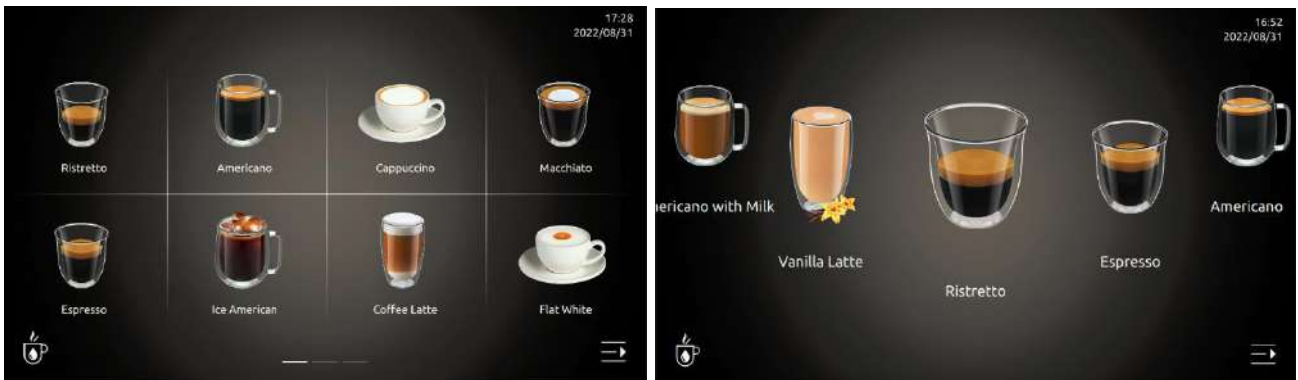 17:28
2022/08/31
Ristretto
Americano
Cappuccino
Macchiato
Espresso
Ice American
Coffee Latte
Flat White
16:52
2022/08/31
ericano with Milk
Americano
Vanilla Latte
Espresso
Ristretto